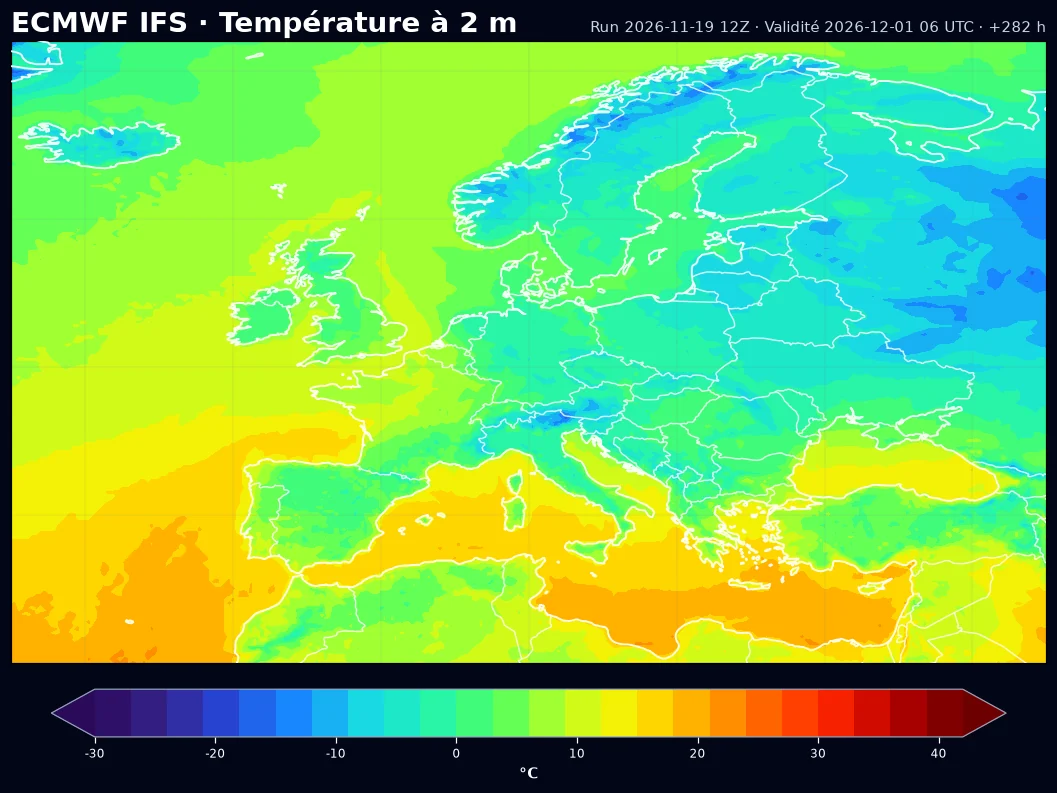 ECMWF IFS · Température à 2 m
Run 2026-11-19 12Z · Validité 2026-12-01 06 UTC · +282 h
-30 -20 -10 0 10 20 30 40
°C